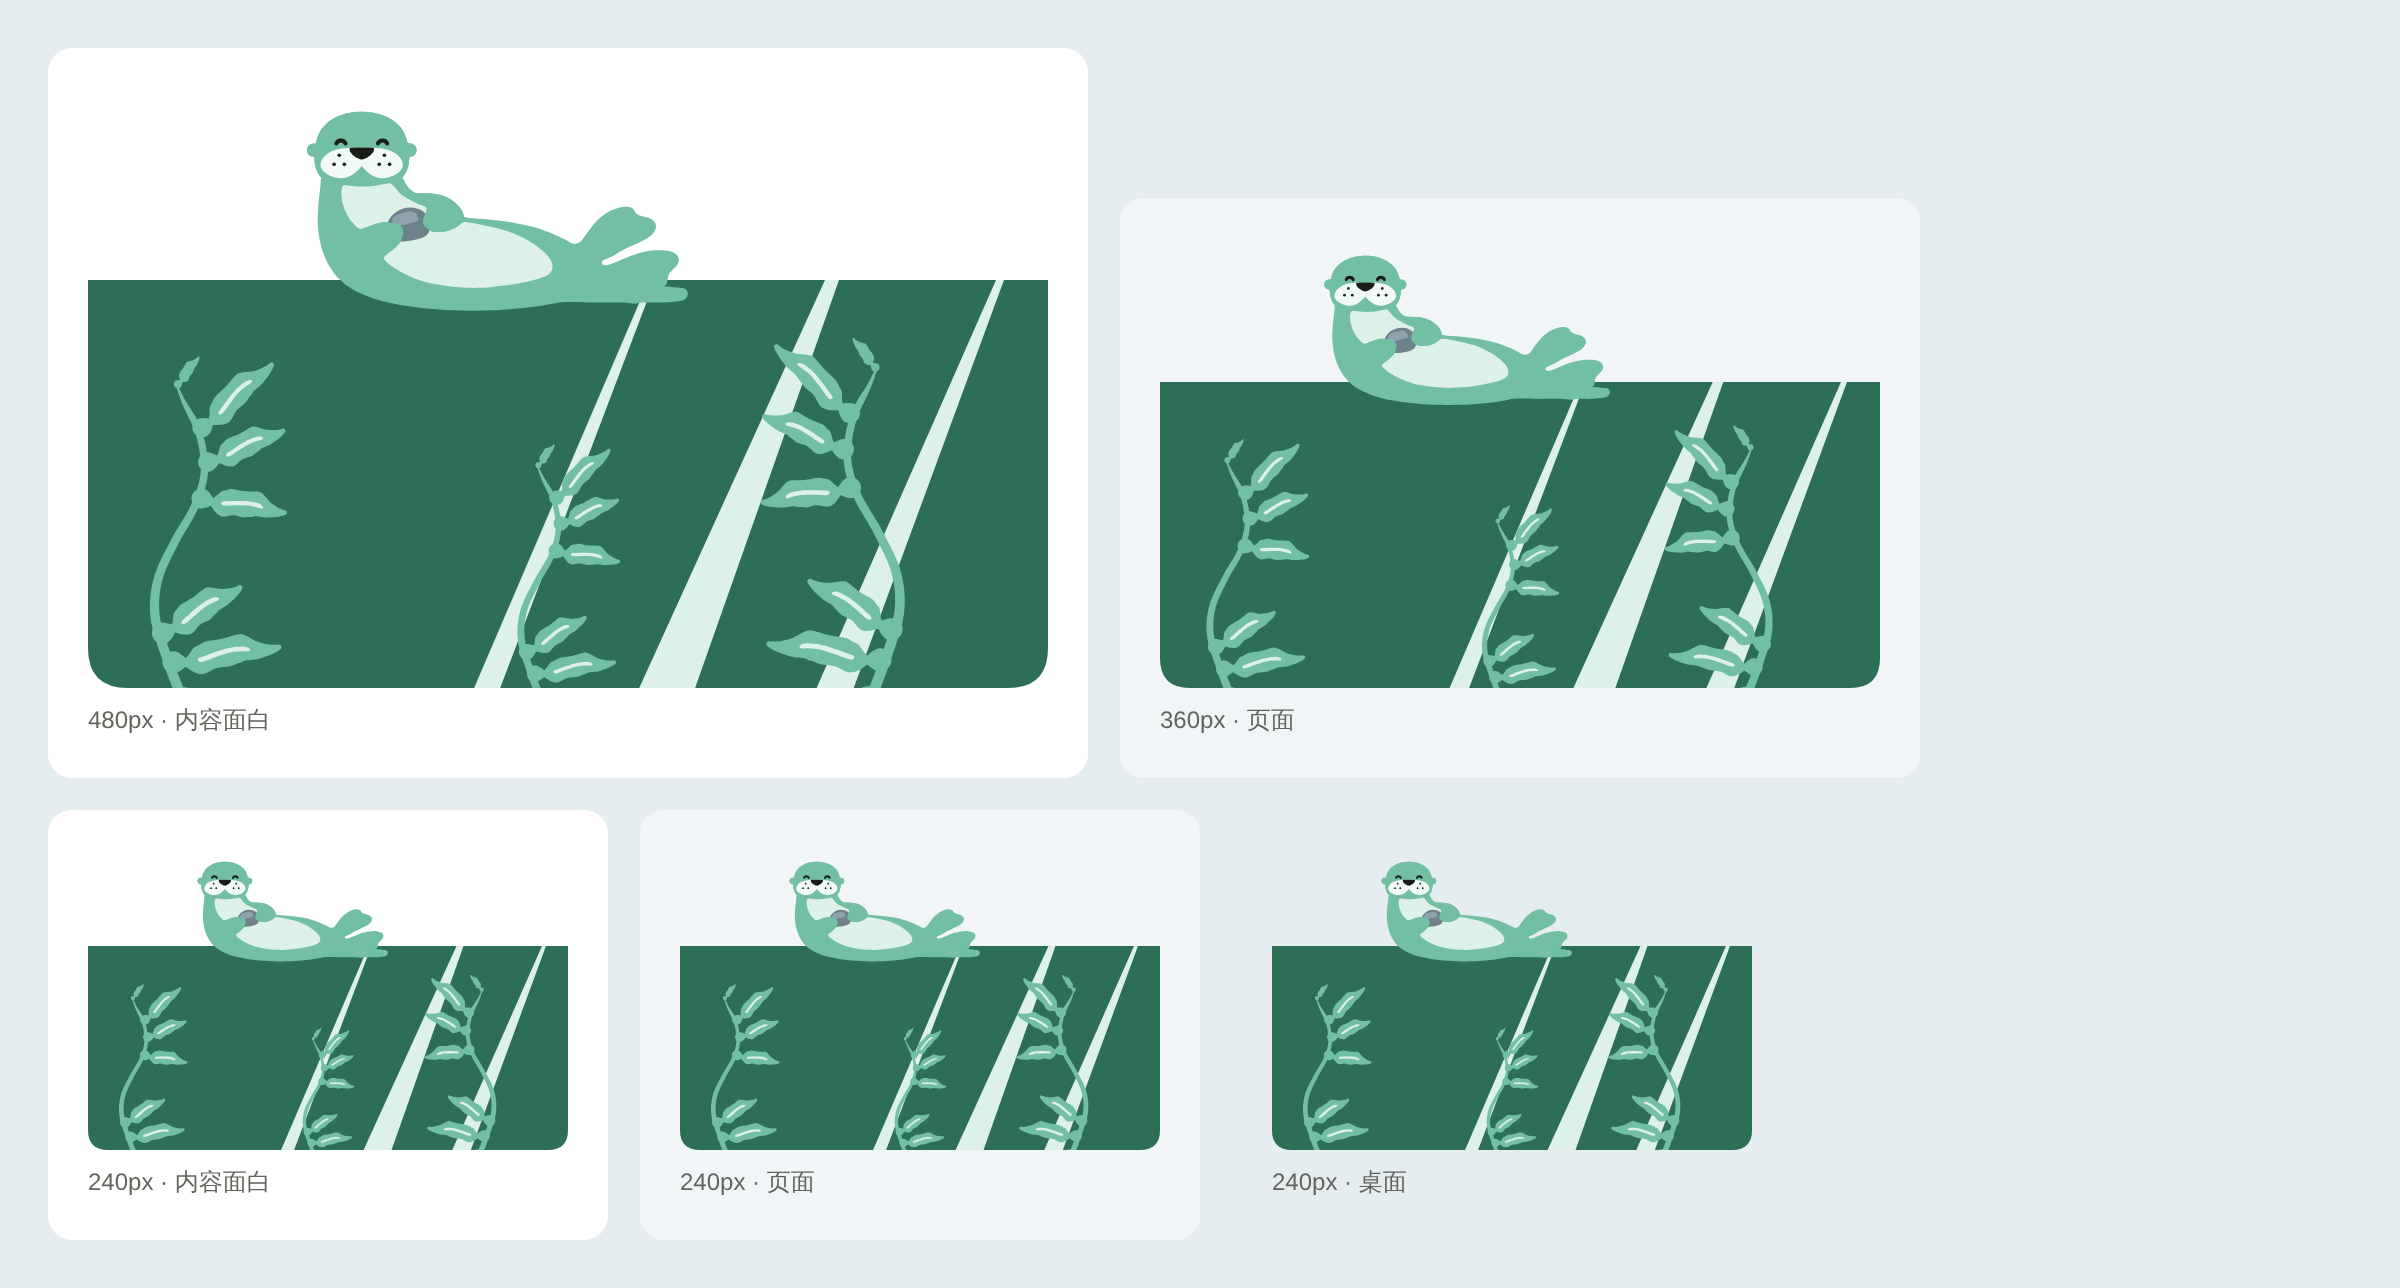 480px · 内容面白
360px · 页面
240px · 内容面白
240px · 页面
240px · 桌面